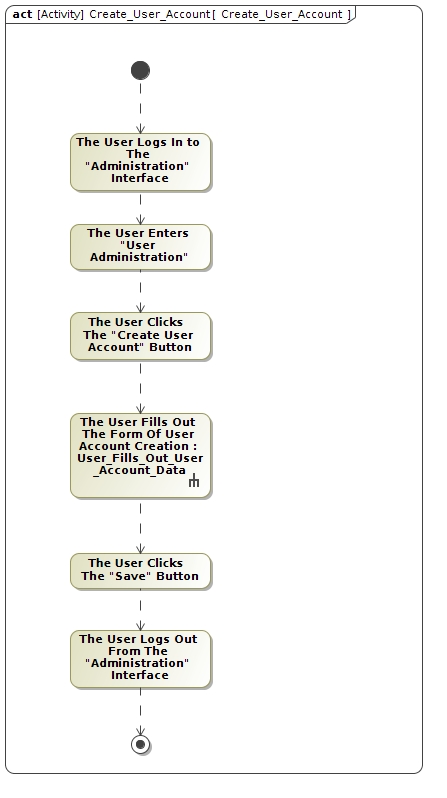 act [Activity] Create_User_Account[ Create_User_Account ]
The User Logs In to
The
"Administration"
Interface
The User Enters
"User
Administration"
The User Clicks
The "Create User
Account" Button
The User Fills Out
The Form Of User
Account Creation :
User_Fills_Out_User
_Account_Data
The User Clicks
The "Save" Button
The User Logs Out
From The
"Administration"
Interface